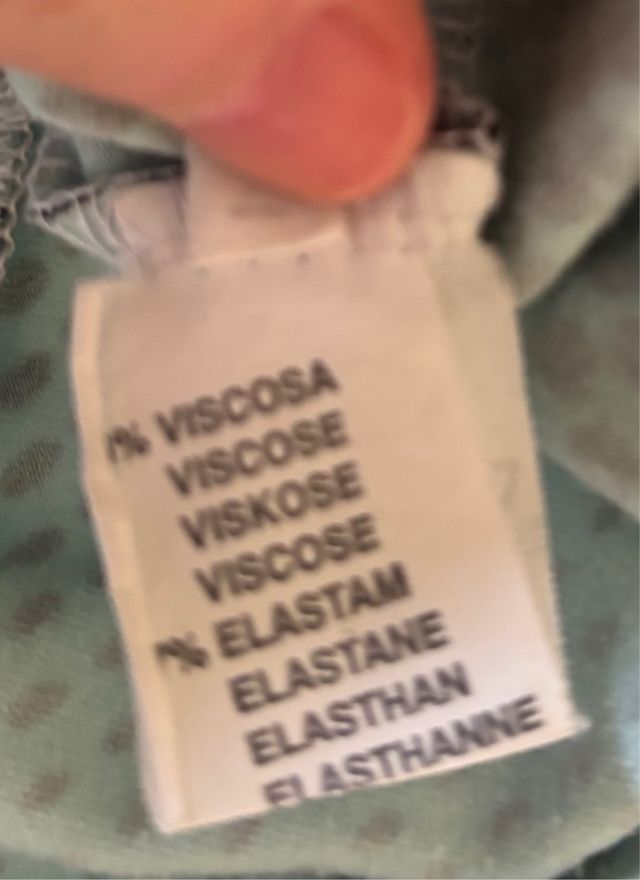 % VISCOSA
VISCOSE
VISKOSE
VISCOSE
% ELASTAM
ELASTANE
ELASTHAN
ELASTHANNE